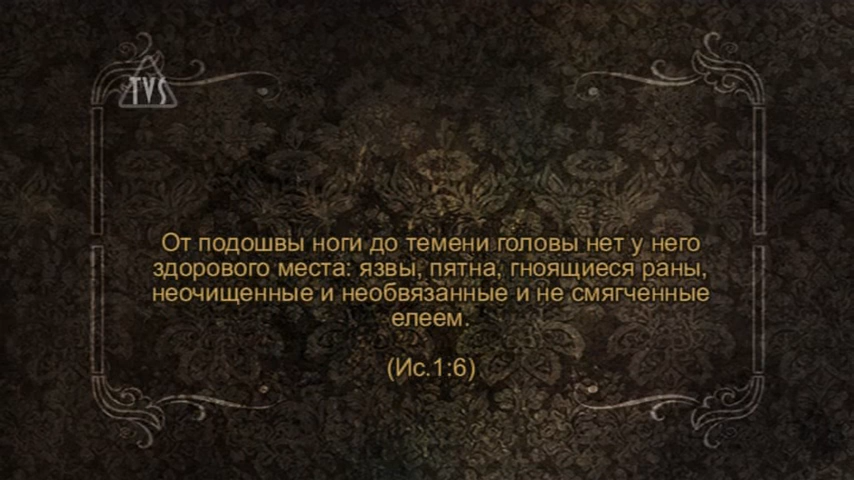 TVS
От подошвы ноги до темени головы нет у него
здорового места: язвы, пятна, гноящиеся раны,
неочищенные и необвязанные и не смягченные
елеем.
(Ис.1:6)